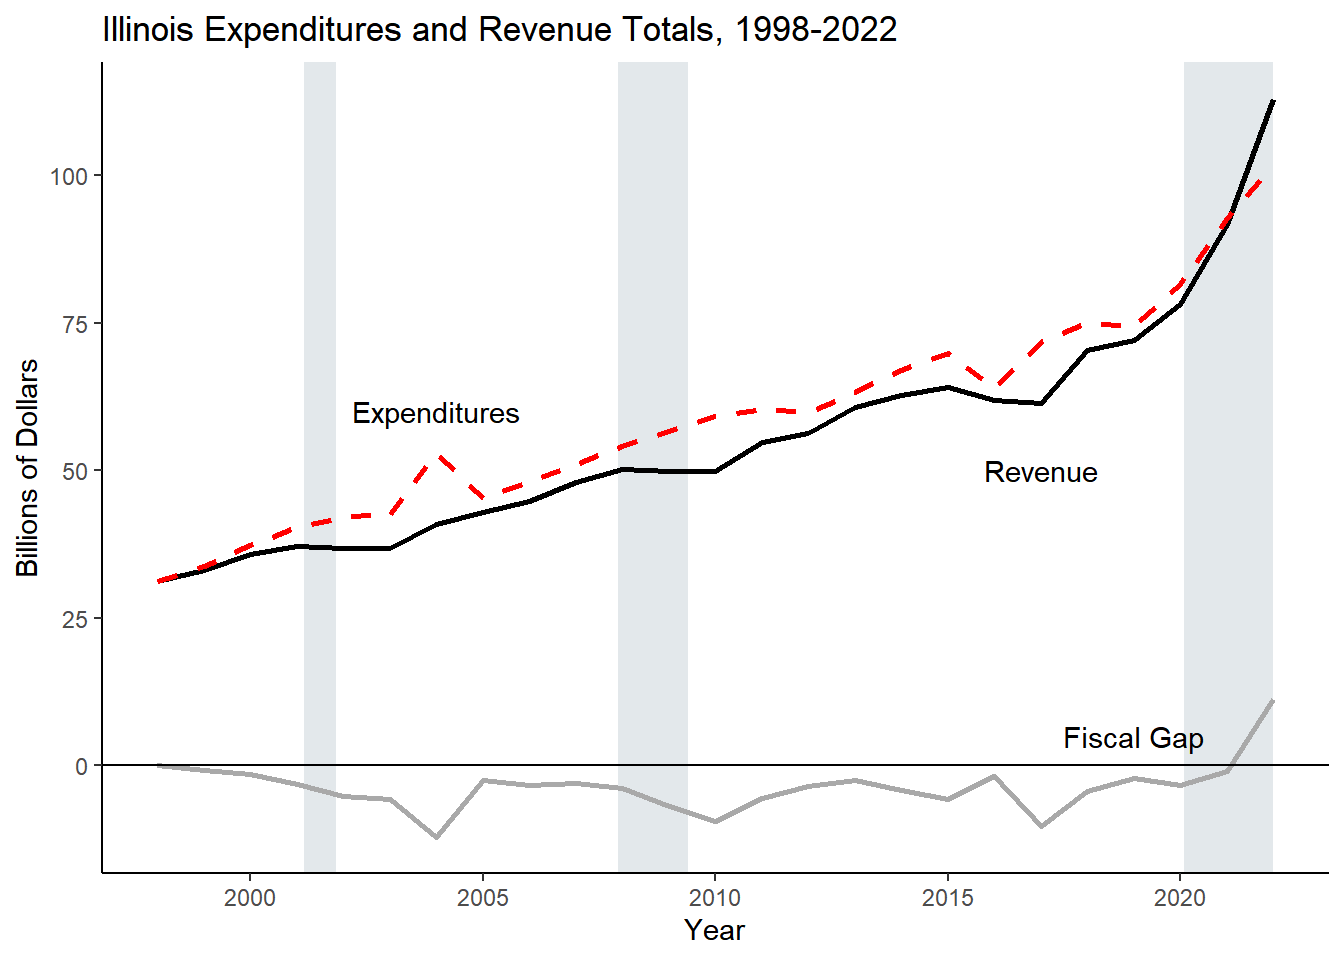 Illinois Expenditures and Revenue Totals, 1998-2022
Billions of Dollars
100
75
50
25
0
Expenditures
Revenue
Fiscal Gap
2000 2005 2010 2015 2020
Year